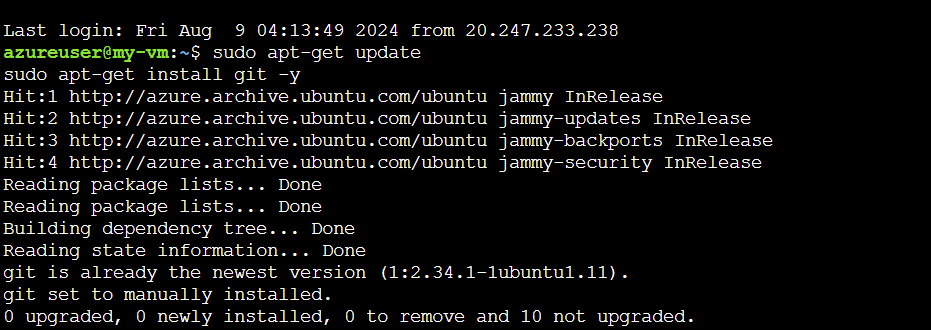 Last login: Fri Aug  9 04:13:49 2024 from 20.247.233.238
azureuser@my-vm:~$ sudo apt-get update
sudo apt-get install git -y
Hit:1 http://azure.archive.ubuntu.com/ubuntu jammy InRelease
Hit:2 http://azure.archive.ubuntu.com/ubuntu jammy-updates InRelease
Hit:3 http://azure.archive.ubuntu.com/ubuntu jammy-backports InRelease
Hit:4 http://azure.archive.ubuntu.com/ubuntu jammy-security InRelease
Reading package lists... Done
Reading package lists... Done
Building dependency tree... Done
Reading state information... Done
git is already the newest version (1:2.34.1-1ubuntu1.11).
git set to manually installed.
0 upgraded, 0 newly installed, 0 to remove and 10 not upgraded.